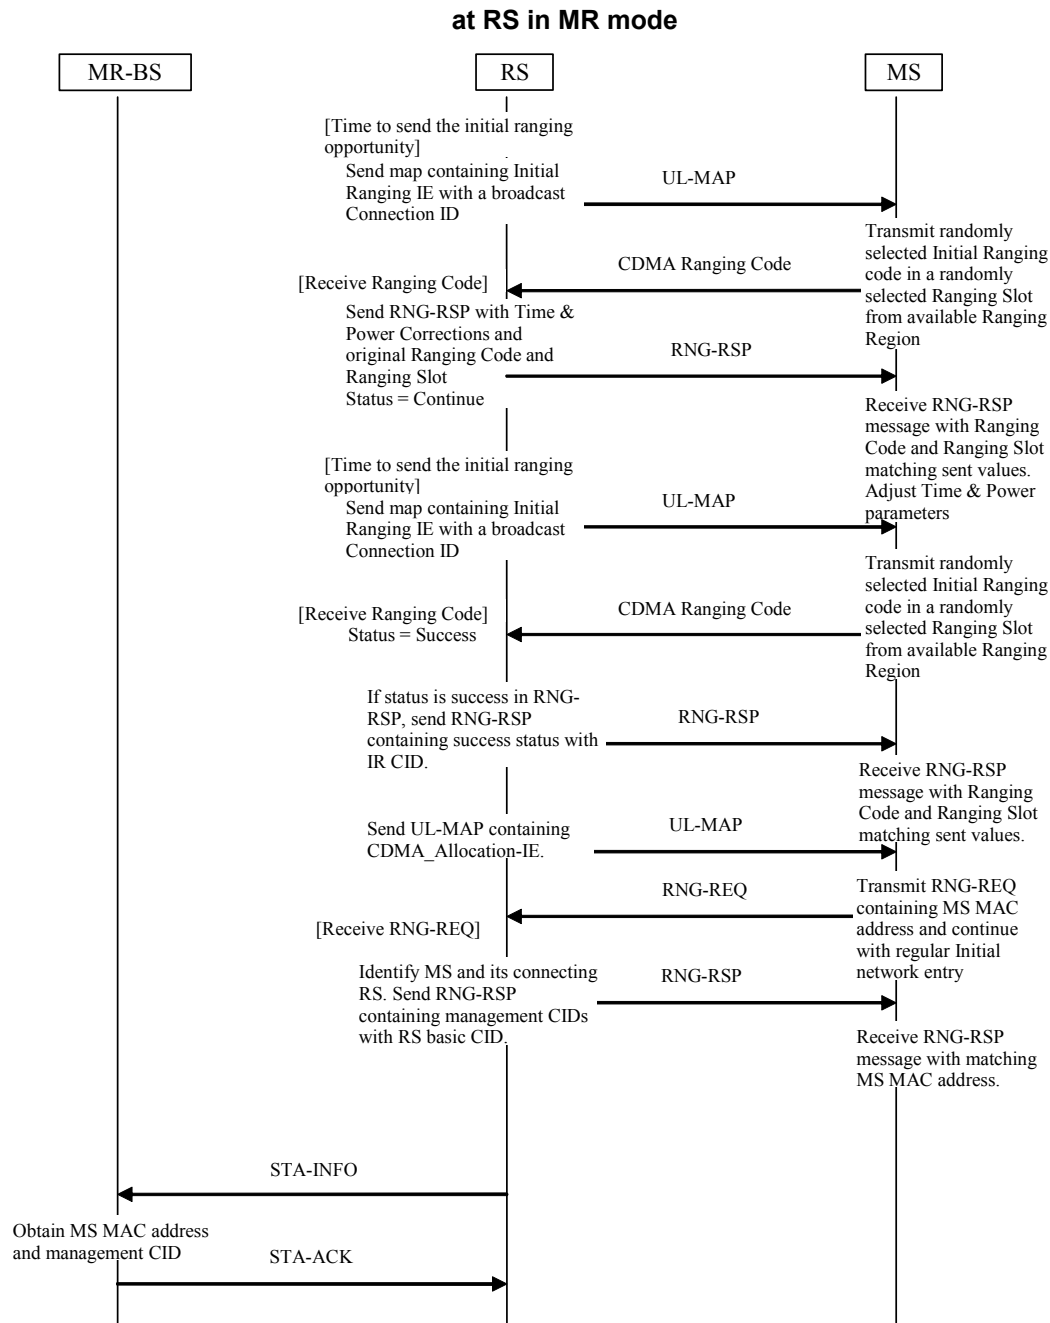 at RS in MR mode
MR-BS
RS
MS
[Time to send the initial ranging
opportunity]
Send map containing Initial
Ranging IE with a broadcast
Connection ID
UL-MAP
Transmit randomly
selected Initial Ranging
code in a randomly
selected Ranging Slot
from available Ranging
Region
CDMA Ranging Code
[Receive Ranging Code]
Send RNG-RSP with Time &
Power Corrections and
original Ranging Code and
Ranging Slot
Status = Continue
RNG-RSP
Receive RNG-RSP
message with Ranging
Code and Ranging Slot
matching sent values.
Adjust Time & Power
parameters
[Time to send the initial ranging
opportunity]
Send map containing Initial
Ranging IE with a broadcast
Connection ID
UL-MAP
Transmit randomly
selected Initial Ranging
code in a randomly
selected Ranging Slot
from available Ranging
Region
CDMA Ranging Code
[Receive Ranging Code]
Status = Success
If status is success in RNG-
RSP, send RNG-RSP
containing success status with
IR CID.
RNG-RSP
Receive RNG-RSP
message with Ranging
Code and Ranging Slot
matching sent values.
Send UL-MAP containing
CDMA_Allocation-IE.
UL-MAP
RNG-REQ
Transmit RNG-REQ
containing MS MAC
address and continue
with regular Initial
network entry
[Receive RNG-REQ]
Identify MS and its connecting
RS. Send RNG-RSP
containing management CIDs
with RS basic CID.
RNG-RSP
Receive RNG-RSP
message with matching
MS MAC address.
STA-INFO
Obtain MS MAC address
and management CID
STA-ACK